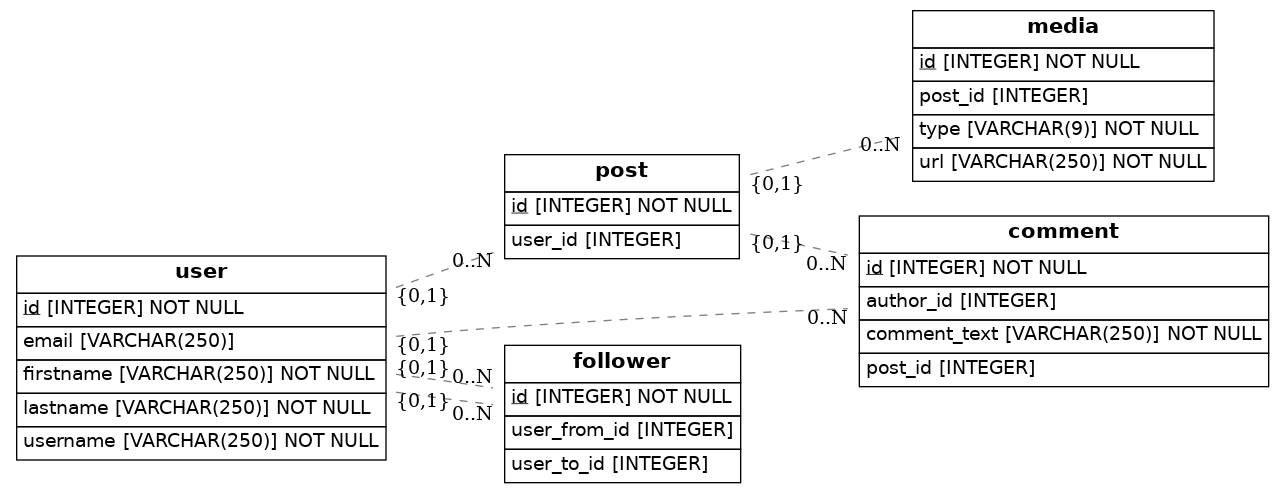 media
id [INTEGER] NOT NULL
post_id [INTEGER]
type [VARCHAR(9)] NOT NULL
url [VARCHAR(250)] NOT NULL
0..N
{0,1}
post
id [INTEGER] NOT NULL
user_id [INTEGER]
{0,1}
0..N
comment
id [INTEGER] NOT NULL
author_id [INTEGER]
comment_text [VARCHAR(250)] NOT NULL
post_id [INTEGER]
0..N
{0,1}
user
id [INTEGER] NOT NULL
email [VARCHAR(250)]
firstname [VARCHAR(250)] NOT NULL
lastname [VARCHAR(250)] NOT NULL
username [VARCHAR(250)] NOT NULL
0..N
{0,1}
{0,1}
0..N
{0,1}
0..N
follower
id [INTEGER] NOT NULL
user_from_id [INTEGER]
user_to_id [INTEGER]